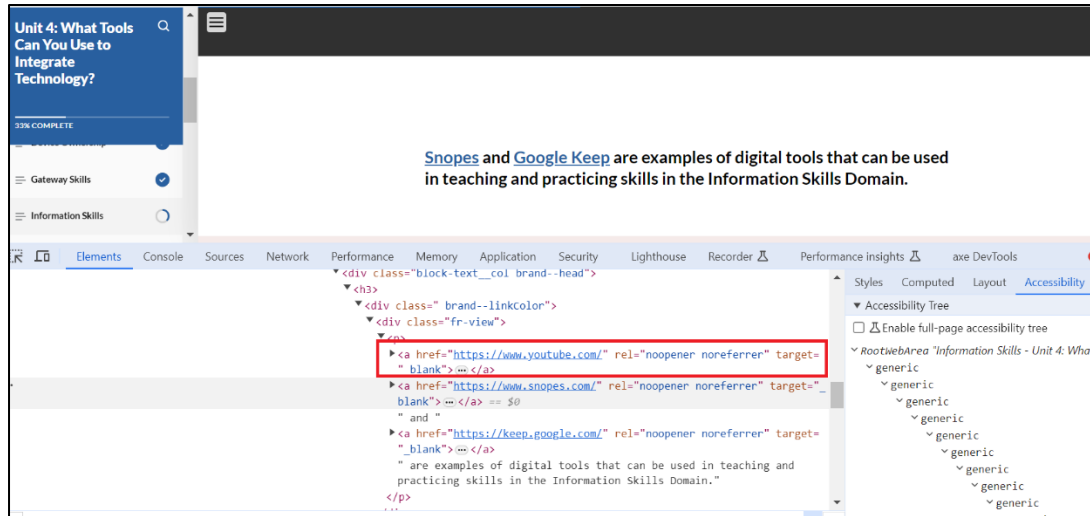 Unit 4: What Tools
Can You Use to
Integrate
Technology?
33% COMPLETE
Gateway Skills
Information Skills
Snopes and Google Keep are examples of digital tools that can be used
in teaching and practicing skills in the Information Skills Domain.
Elements Console Sources Network Performance Memory Application Security Lighthouse Recorder Performance insights axe DevTools
<div class="block-text__col brand--head">
<h3>
<div class=" brand--linkColor">
<div class="fr-view">
<p>
<a href="https://www.youtube.com/" rel="noopener noreferrer" target=
"_blank">…</a>
<a href="https://www.snopes.com/" rel="noopener noreferrer" target="_
blank">…</a> == $0
" and "
<a href="https://keep.google.com/" rel="noopener noreferrer" target=
"_blank">…</a>
" are examples of digital tools that can be used in teaching and
practicing skills in the Information Skills Domain."
</p>
Styles Computed Layout Accessibility
Accessibility Tree
Enable full-page accessibility tree
RootWebArea "Information Skills - Unit 4: Wha
generic
generic
generic
generic
generic
generic
generic
generic
generic